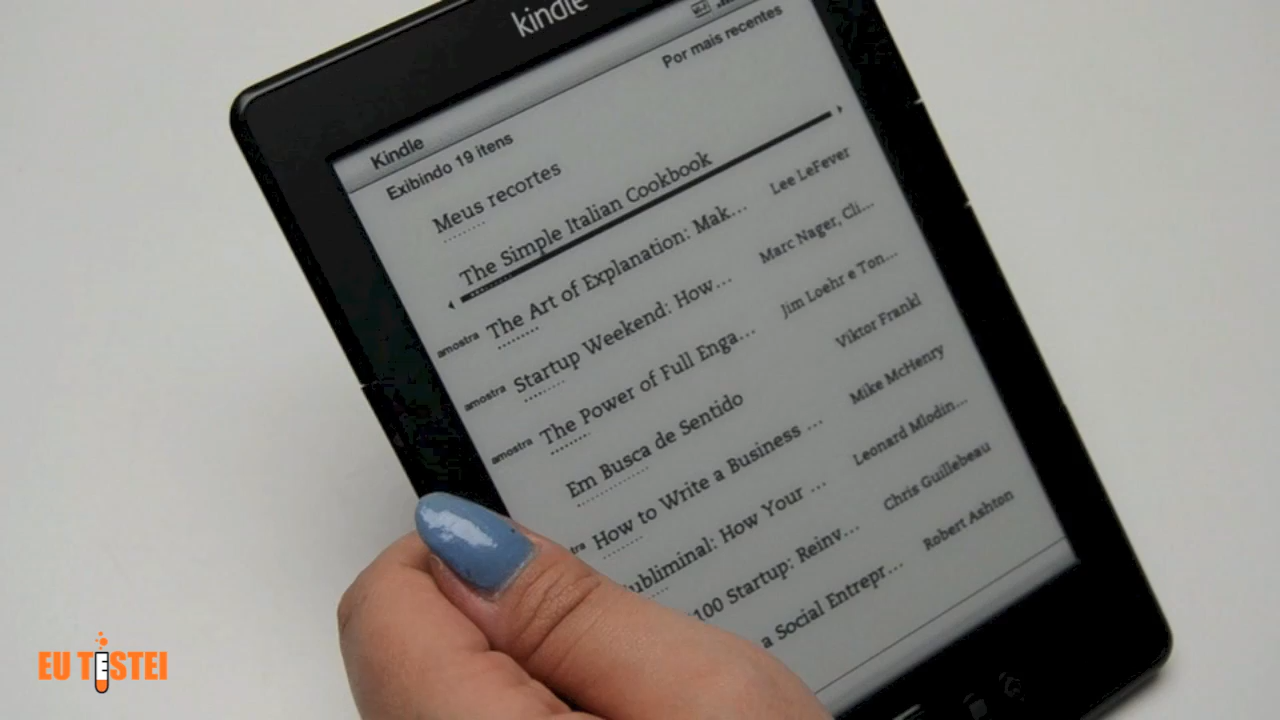 kindle
Por mais recentes
Kindle
Exibindo 19 itens
Meus recortes
The Simple Italian Cookbook
amostra The Art of Explanation: Mak... Lee LeFever
amostra Startup Weekend: How... Marc Nager, Cli...
amostra The Power of Full Enga... Jim Loehr e Ton...
Em Busca de Sentido Viktor Frankl
tra How to Write a Business ... Mike McHenry
ubliminal: How Your ... Leonard Mlodin...
100 Startup: Reinv... Chris Guillebeau
a Social Entrepr... Robert Ashton
EU TESTEI